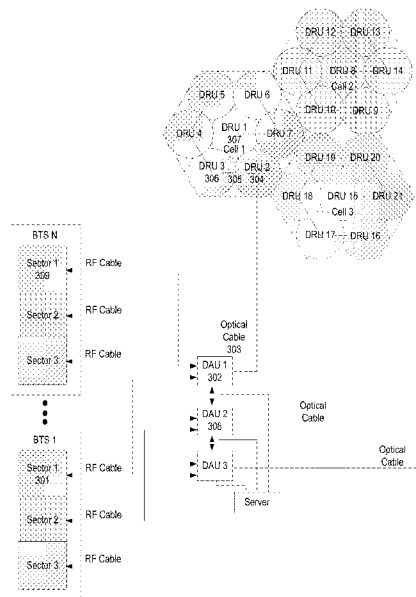 DRU 12 DRU 13
DRU 11 DRU 8 DRU 14
Cell 2
DRU 10 DRU 9
DRU 5 DRU 6
DRU 4 DRU 1 DRU 7
307
Cell 1
DRU 3 DRU 2
306 305 304
DRU 19 DRU 20
DRU 18 DRU 15 DRU 21
Cell 3
DRU 17 DRU 16
BTS N
Sector 1
309
RF Cable
Sector 2
RF Cable
Sector 3
RF Cable
Optical
Cable
303
DAU 1
302
DAU 2
308
DAU 3
Optical
Cable
Optical
Cable
Server
BTS 1
Sector 1
301
RF Cable
Sector 2
RF Cable
Sector 3
RF Cable